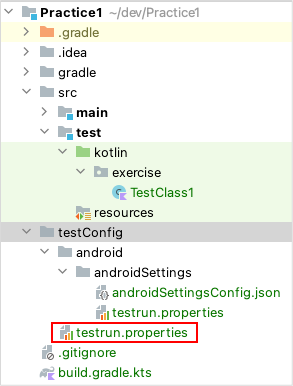 Practice1 ~/dev/Practice1
.gradle
.idea
gradle
src
main
test
kotlin
exercise
TestClass1
resources
testConfig
android
androidSettings
androidSettingsConfig.json
testrun.properties
testrun.properties
.gitignore
build.gradle.kts